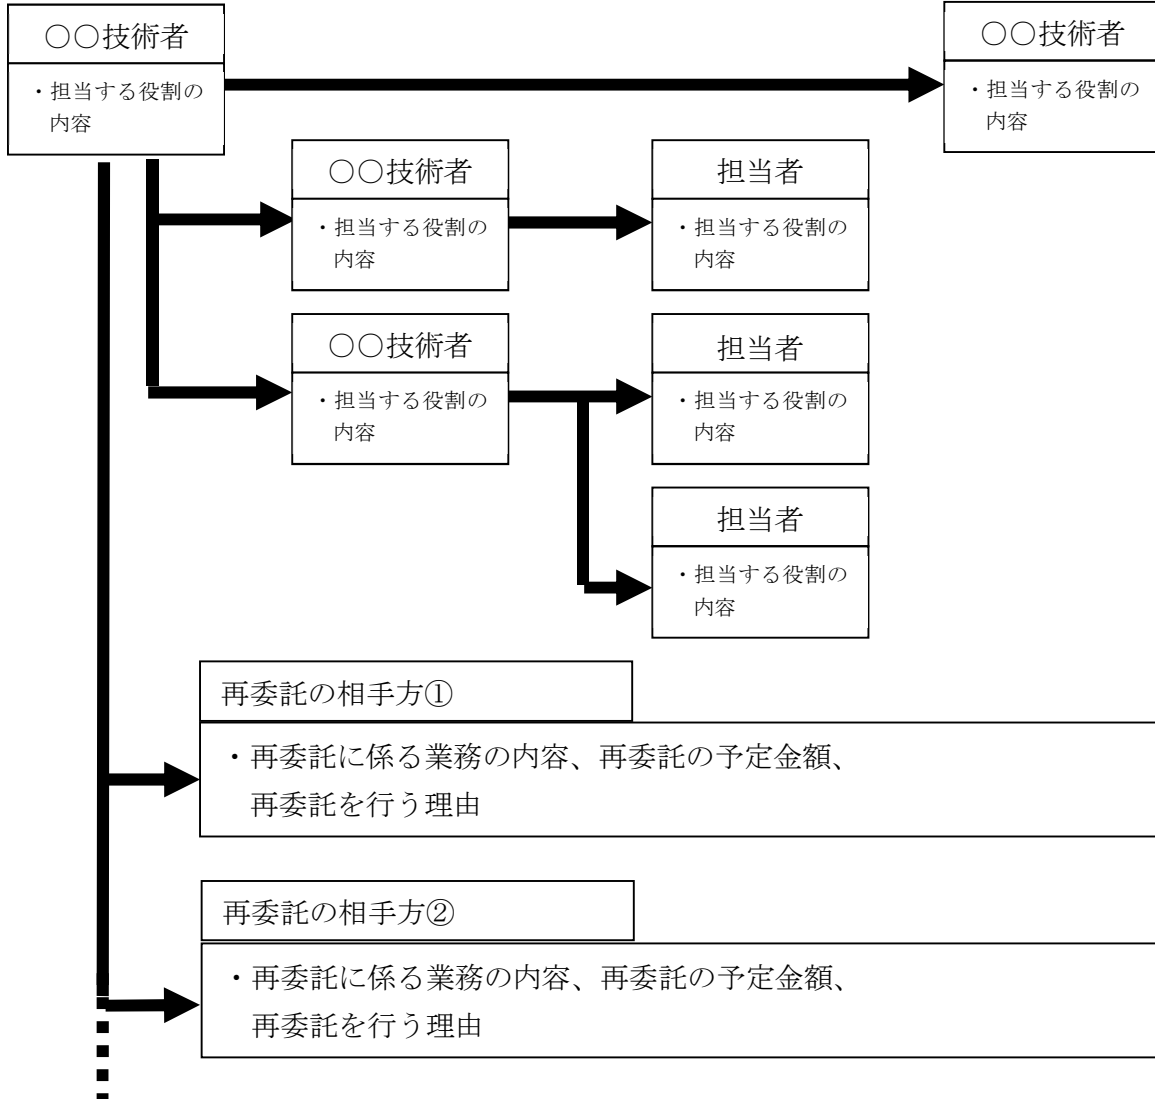 ○○技術者
・担当する役割の
内容
○○技術者
・担当する役割の
内容
○○技術者
・担当する役割の
内容
担当者
・担当する役割の
内容
○○技術者
・担当する役割の
内容
担当者
・担当する役割の
内容
担当者
・担当する役割の
内容
再委託の相手方①
・再委託に係る業務の内容、再委託の予定金額、
再委託を行う理由
再委託の相手方②
・再委託に係る業務の内容、再委託の予定金額、
再委託を行う理由